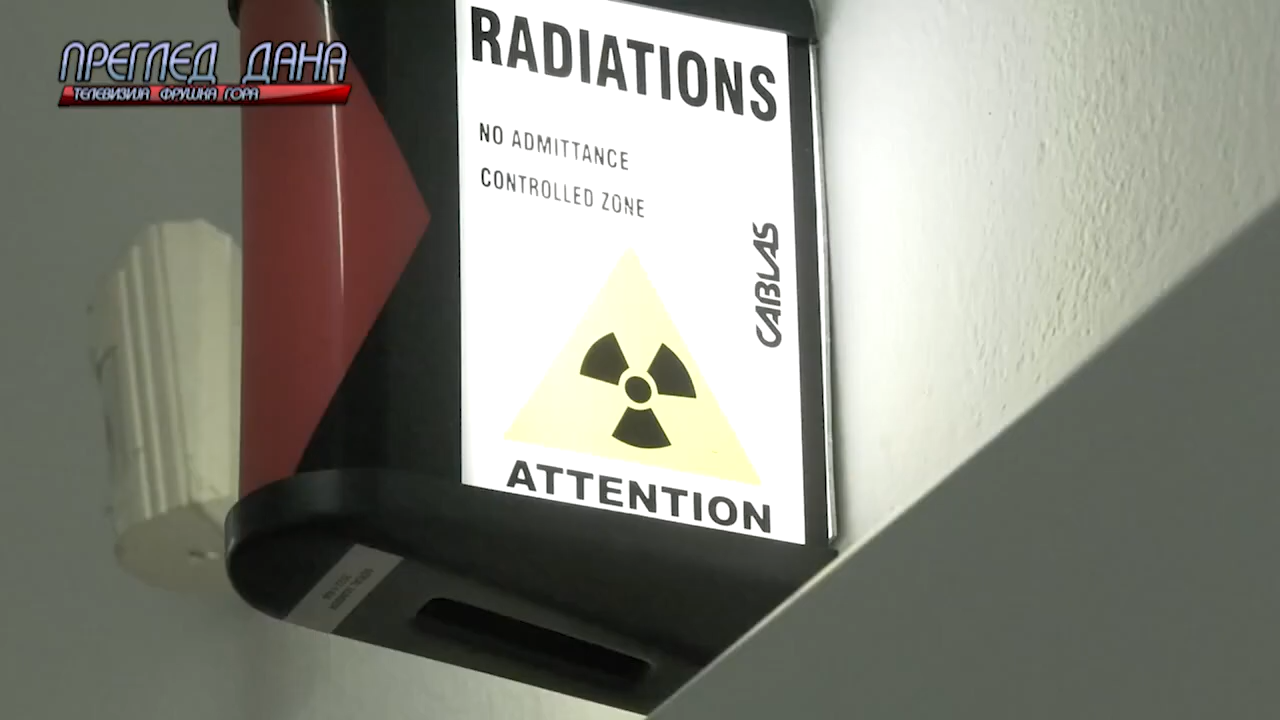 ПРЕГЛЕД ДАНА
ТЕЛЕВИЗИЈА ФРУШКА ГОРА
RADIATIONS
NO ADMITTANCE
CONTROLLED ZONE
CABLAS
ATTENTION